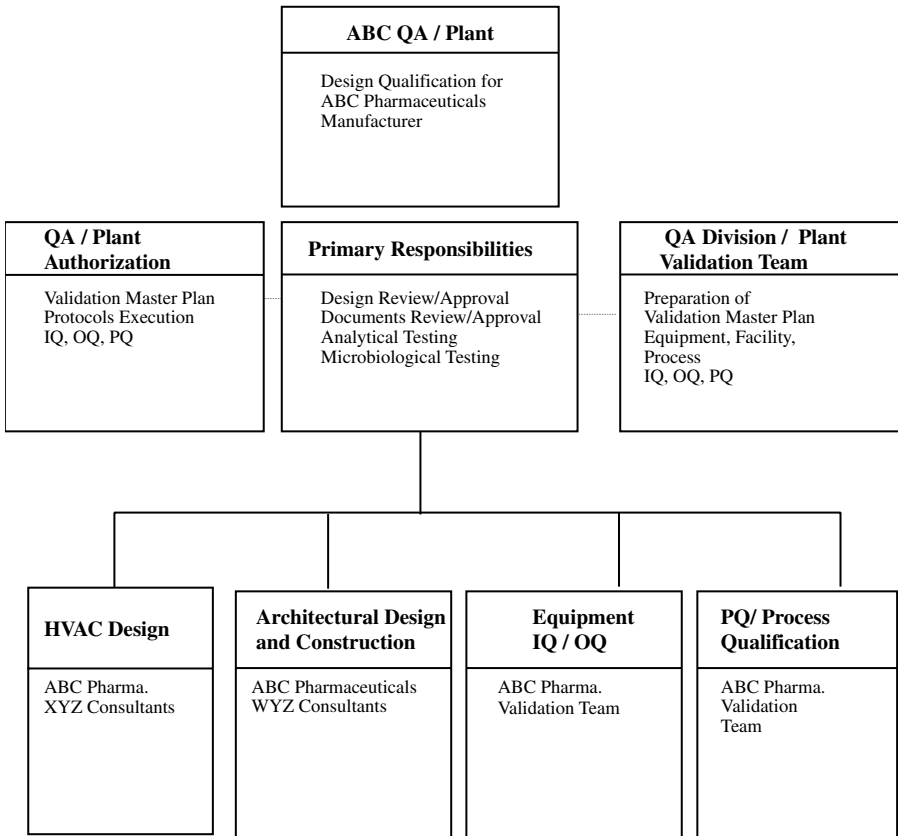 ABC QA / Plant
Design Qualification for
ABC Pharmaceuticals
Manufacturer
QA / Plant
Authorization
Validation Master Plan
Protocols Execution
IQ, OQ, PQ
Primary Responsibilities
Design Review/Approval
Documents Review/Approval
Analytical Testing
Microbiological Testing
QA Division / Plant
Validation Team
Preparation of
Validation Master Plan
Equipment, Facility,
Process
IQ, OQ, PQ
HVAC Design
ABC Pharma.
XYZ Consultants
Architectural Design
and Construction
ABC Pharmaceuticals
WYZ Consultants
Equipment
IQ / OQ
ABC Pharma.
Validation Team
PQ/ Process
Qualification
ABC Pharma.
Validation
Team